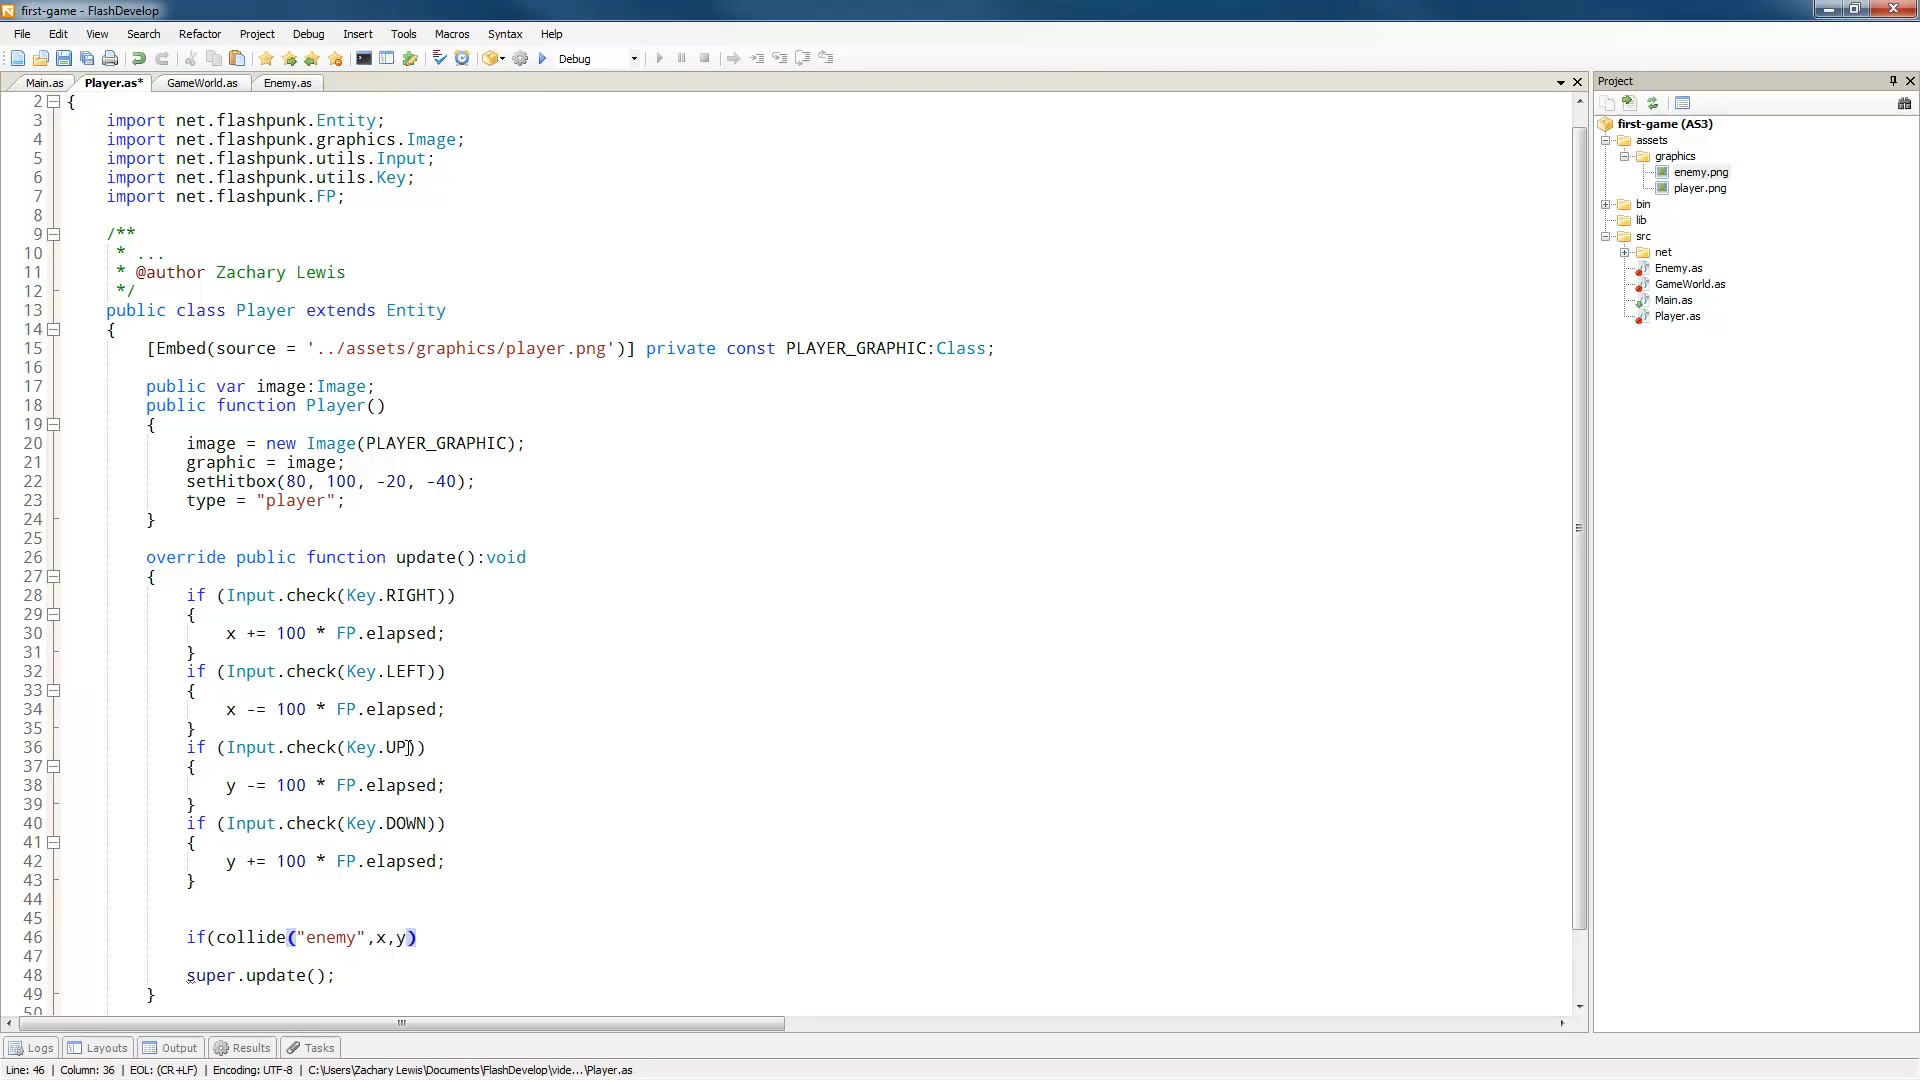 first-game - FlashDevelop
File Edit View Search Refactor Project Debug Insert Tools Macros Syntax Help
Debug
Main.as Player.as* GameWorld.as Enemy.as
2 {
3 import net.flashpunk.Entity;
4 import net.flashpunk.graphics.Image;
5 import net.flashpunk.utils.Input;
6 import net.flashpunk.utils.Key;
7 import net.flashpunk.FP;
8
9 /**
10 * ...
11 * @author Zachary Lewis
12 */
13 public class Player extends Entity
14 {
15 [Embed(source = '../assets/graphics/player.png')] private const PLAYER_GRAPHIC:Class;
16
17 public var image:Image;
18 public function Player()
19 {
20 image = new Image(PLAYER_GRAPHIC);
21 graphic = image;
22 setHitbox(80, 100, -20, -40);
23 type = "player";
24 }
25
26 override public function update():void
27 {
28 if (Input.check(Key.RIGHT))
29 {
30 x += 100 * FP.elapsed;
31 }
32 if (Input.check(Key.LEFT))
33 {
34 x -= 100 * FP.elapsed;
35 }
36 if (Input.check(Key.UP))
37 {
38 y -= 100 * FP.elapsed;
39 }
40 if (Input.check(Key.DOWN))
41 {
42 y += 100 * FP.elapsed;
43 }
44
45
46 if(collide("enemy",x,y)
47
48 super.update();
49 }
50
Project
first-game (AS3)
assets
graphics
enemy.png
player.png
bin
lib
src
net
Enemy.as
GameWorld.as
Main.as
Player.as
Logs Layouts Output Results Tasks
Line: 46 | Column: 36 | EOL: (CR+LF) | Encoding: UTF-8 | C:\Users\Zachary Lewis\Documents\FlashDevelop\vide...\Player.as